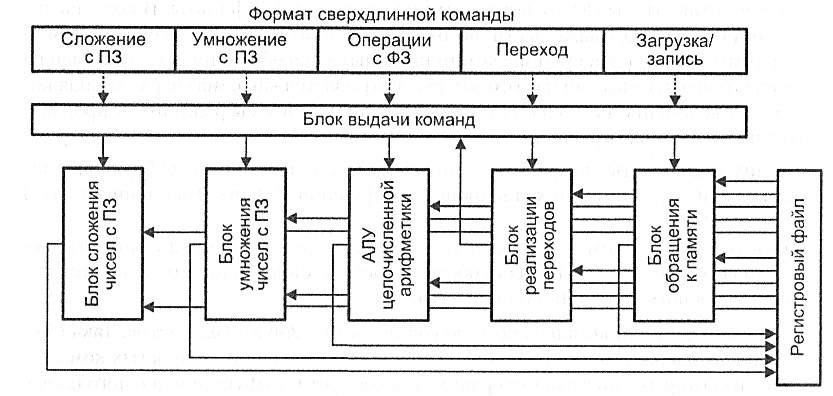 Формат сверхдлинной команды
Сложение
с ПЗ
Умножение
с ПЗ
Операции
с ФЗ
Переход
Загрузка/
запись
Блок выдачи команд
Блок сложения
чисел с ПЗ
Блок
умножения
чисел с ПЗ
АЛУ
целочисленной
арифметики
Блок
реализации
переходов
Блок
обращения
к памяти
Регистровый файл